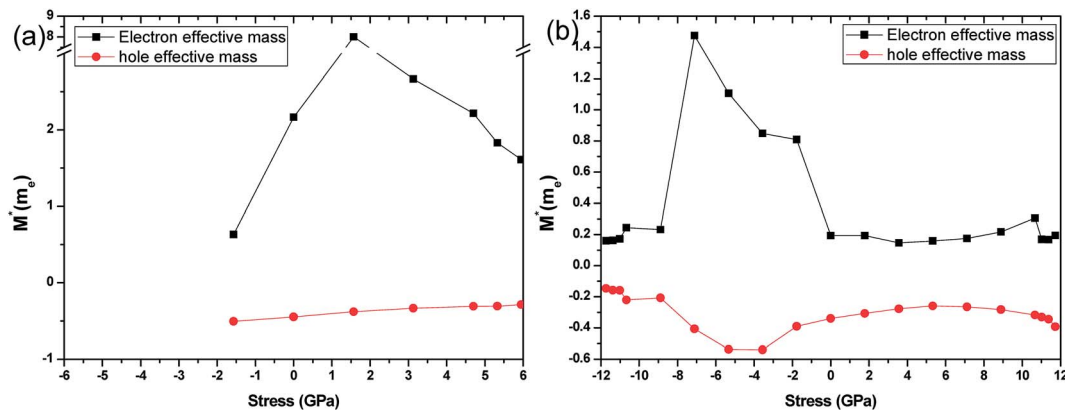 (a)
Electron effective mass
hole effective mass
9
8
2
1
0
-1
M*(m_e)
-6 -5 -4 -3 -2 -1 0 1 2 3 4 5 6
Stress (GPa)
(b)
Electron effective mass
hole effective mass
1.6
1.4
1.2
1.0
0.8
0.6
0.4
0.2
0.0
-0.2
-0.4
-0.6
M*(m_e)
-12 -10 -8 -6 -4 -2 0 2 4 6 8 10 12
Stress (GPa)